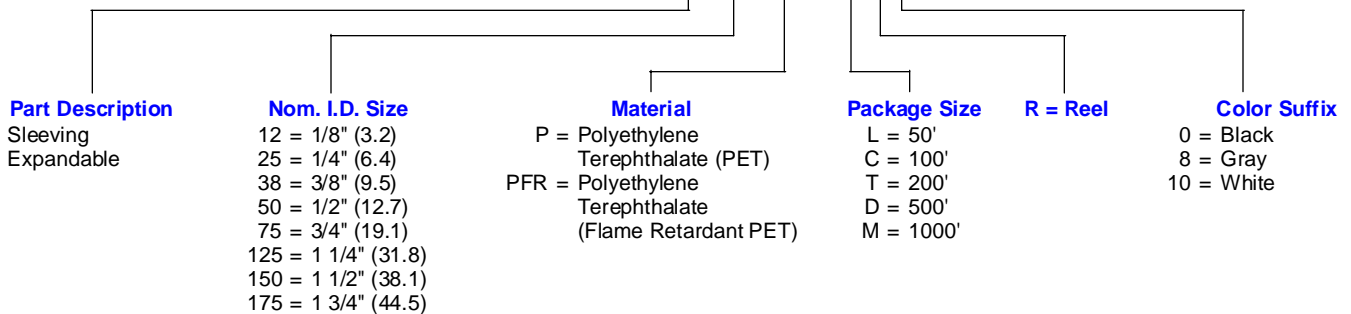 Part Description
Sleeving
Expandable
Nom. I.D. Size
12 = 1/8" (3.2)
25 = 1/4" (6.4)
38 = 3/8" (9.5)
50 = 1/2" (12.7)
75 = 3/4" (19.1)
125 = 1 1/4" (31.8)
150 = 1 1/2" (38.1)
175 = 1 3/4" (44.5)
Material
P = Polyethylene
Terephthalate (PET)
PFR = Polyethylene
Terephthalate
(Flame Retardant PET)
Package Size
L = 50'
C = 100'
T = 200'
D = 500'
M = 1000'
R = Reel
Color Suffix
0 = Black
8 = Gray
10 = White